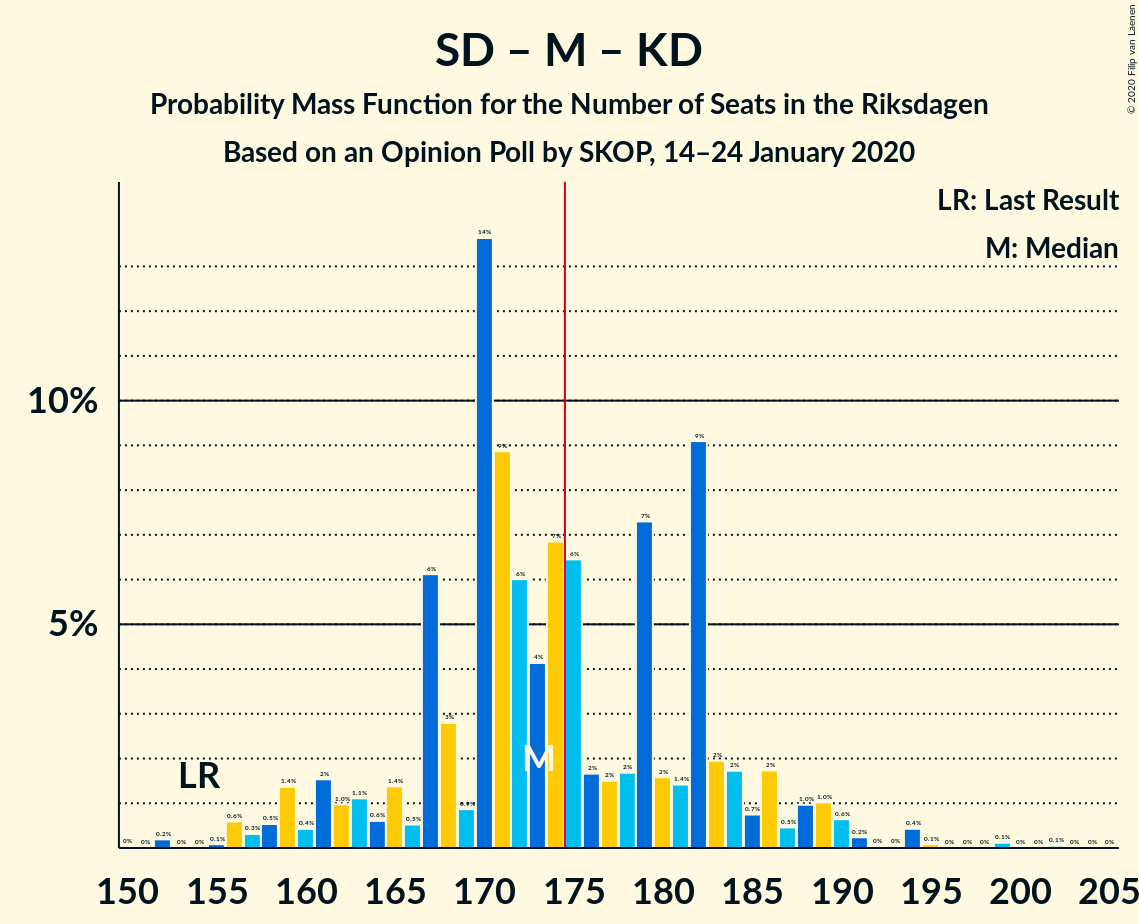 SD – M – KD
Probability Mass Function for the Number of Seats in the Riksdagen
Based on an Opinion Poll by SKOP, 14–24 January 2020
© 2020 Filip van Laenen
LR: Last Result
M: Median
10%
5%
0% 0% 0.2% 0% 0% 0.1% 0.6% 0.3% 0.5% 1.4% 0.4% 2% 1.0% 1.1% 0.6% 1.4% 0.5% 6% 3% 0.9% 14% 9% 6% 4% 7% 6% 2% 2% 2% 7% 2% 1.4% 9% 2% 2% 0.7% 2% 0.5% 1.0% 1.0% 0.6% 0.2% 0% 0% 0.4% 0.1% 0% 0% 0% 0.1% 0% 0% 0.1% 0% 0% 0%
LR
M
150 155 160 165 170 175 180 185 190 195 200 205